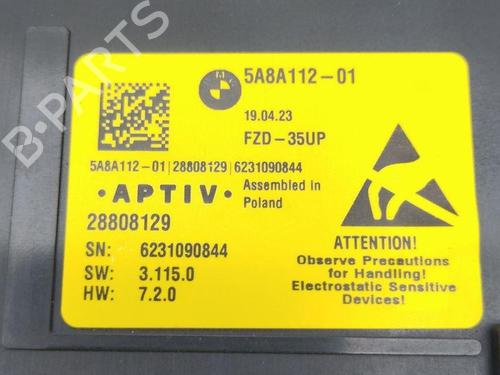 5A8A112-01
19.04.23
FZD-35UP
5A8A112-01|28808129|6231090844
• APTIV •
Assembled in
Poland
28808129
SN: 6231090844
SW: 3.115.0
HW: 7.2.0
ATTENTION!
Observe Precautions
for Handling!
Electrostatic Sensitive
Devices!
B-PARTS